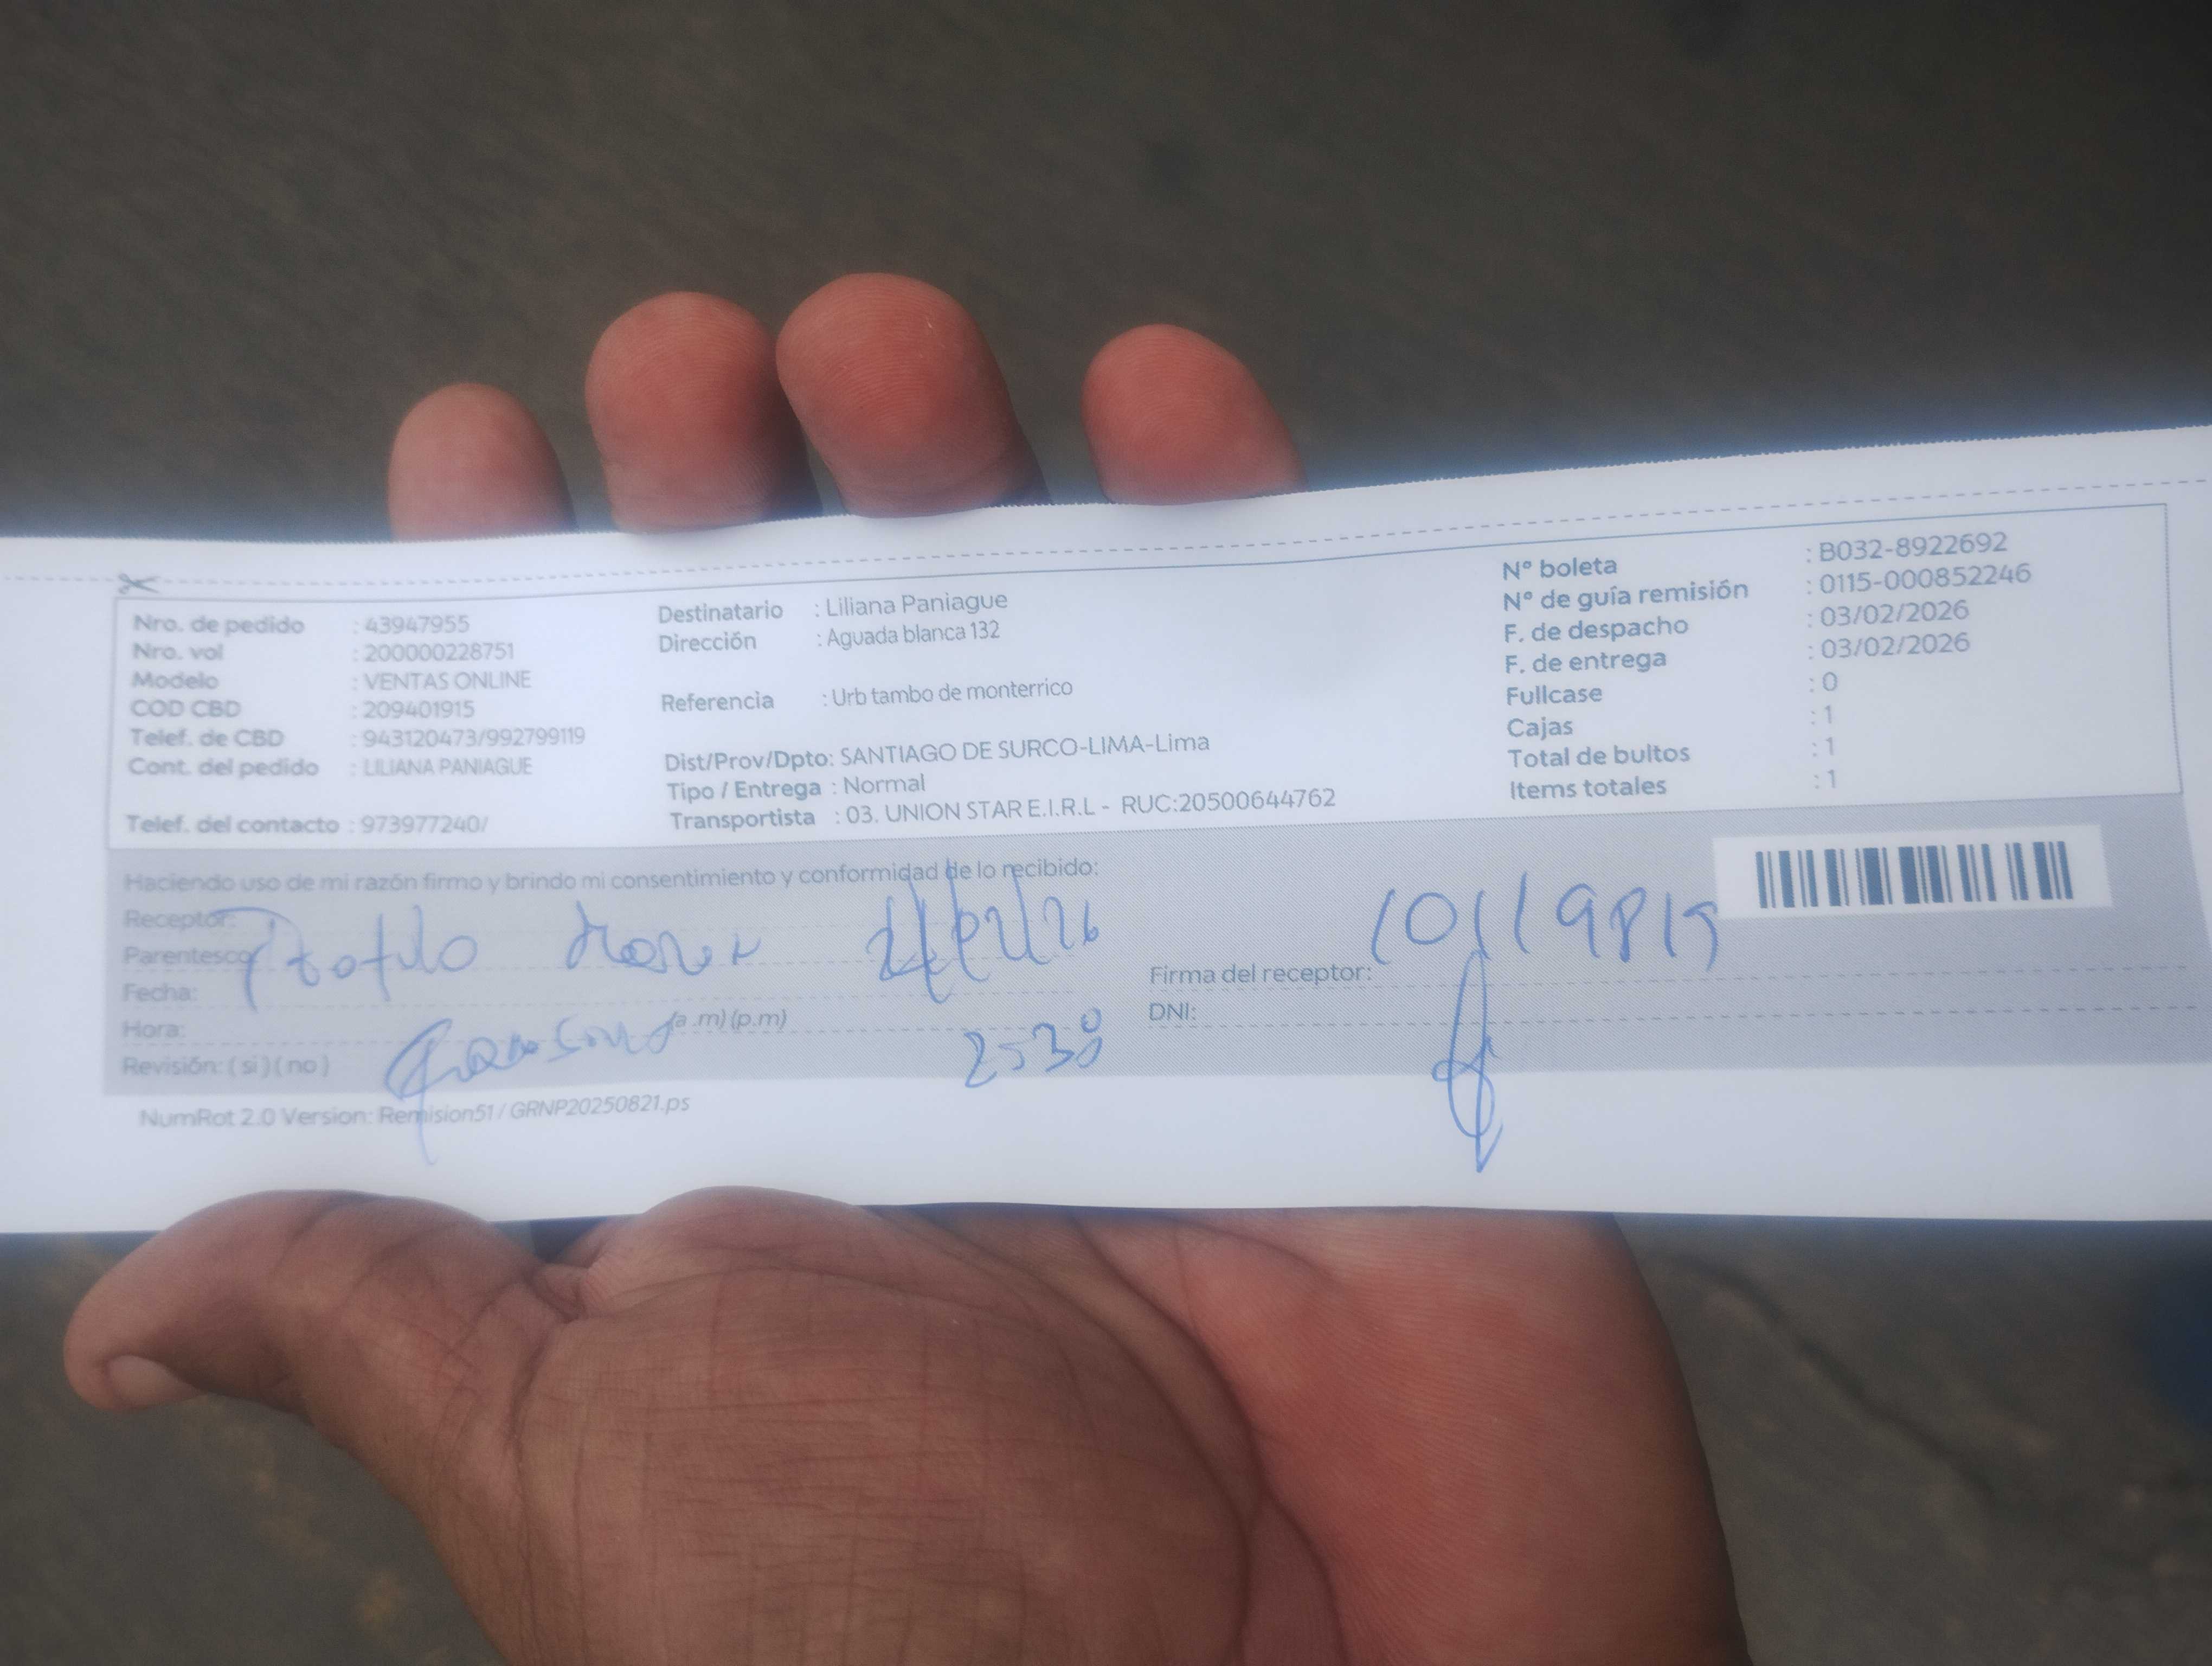 Nro. de pedido : 43947955
Nro. vol : 200000228751
Modelo : VENTAS ONLINE
COD CBD : 209401915
Telef. de CBD : 943120473/992799119
Cont. del pedido : LILIANA PANIAGUE
Telef. del contacto : 973977240/
Destinatario : Liliana Paniague
Dirección : Aguada blanca 132
Referencia : Urb tambo de monterrico
Dist/Prov/Dpto: SANTIAGO DE SURCO-LIMA-Lima
Tipo / Entrega : Normal
Transportista : 03. UNION STAR E.I.R.L - RUC:20500644762
N° boleta : B032-8922692
N° de guía remisión : 0115-000852246
F. de despacho : 03/02/2026
F. de entrega : 03/02/2026
Fullcase : 0
Cajas : 1
Total de bultos : 1
Items totales : 1
Haciendo uso de mi razón firmo y brindo mi consentimiento y conformidad de lo recibido:
Receptor:
Parentesco
Fecha:
Hora: (a .m) (p.m)
Revisión: ( si ) ( no )
Firma del receptor:
DNI:
NumRot 2.0 Version: Remision51 / GRNP20250821.ps